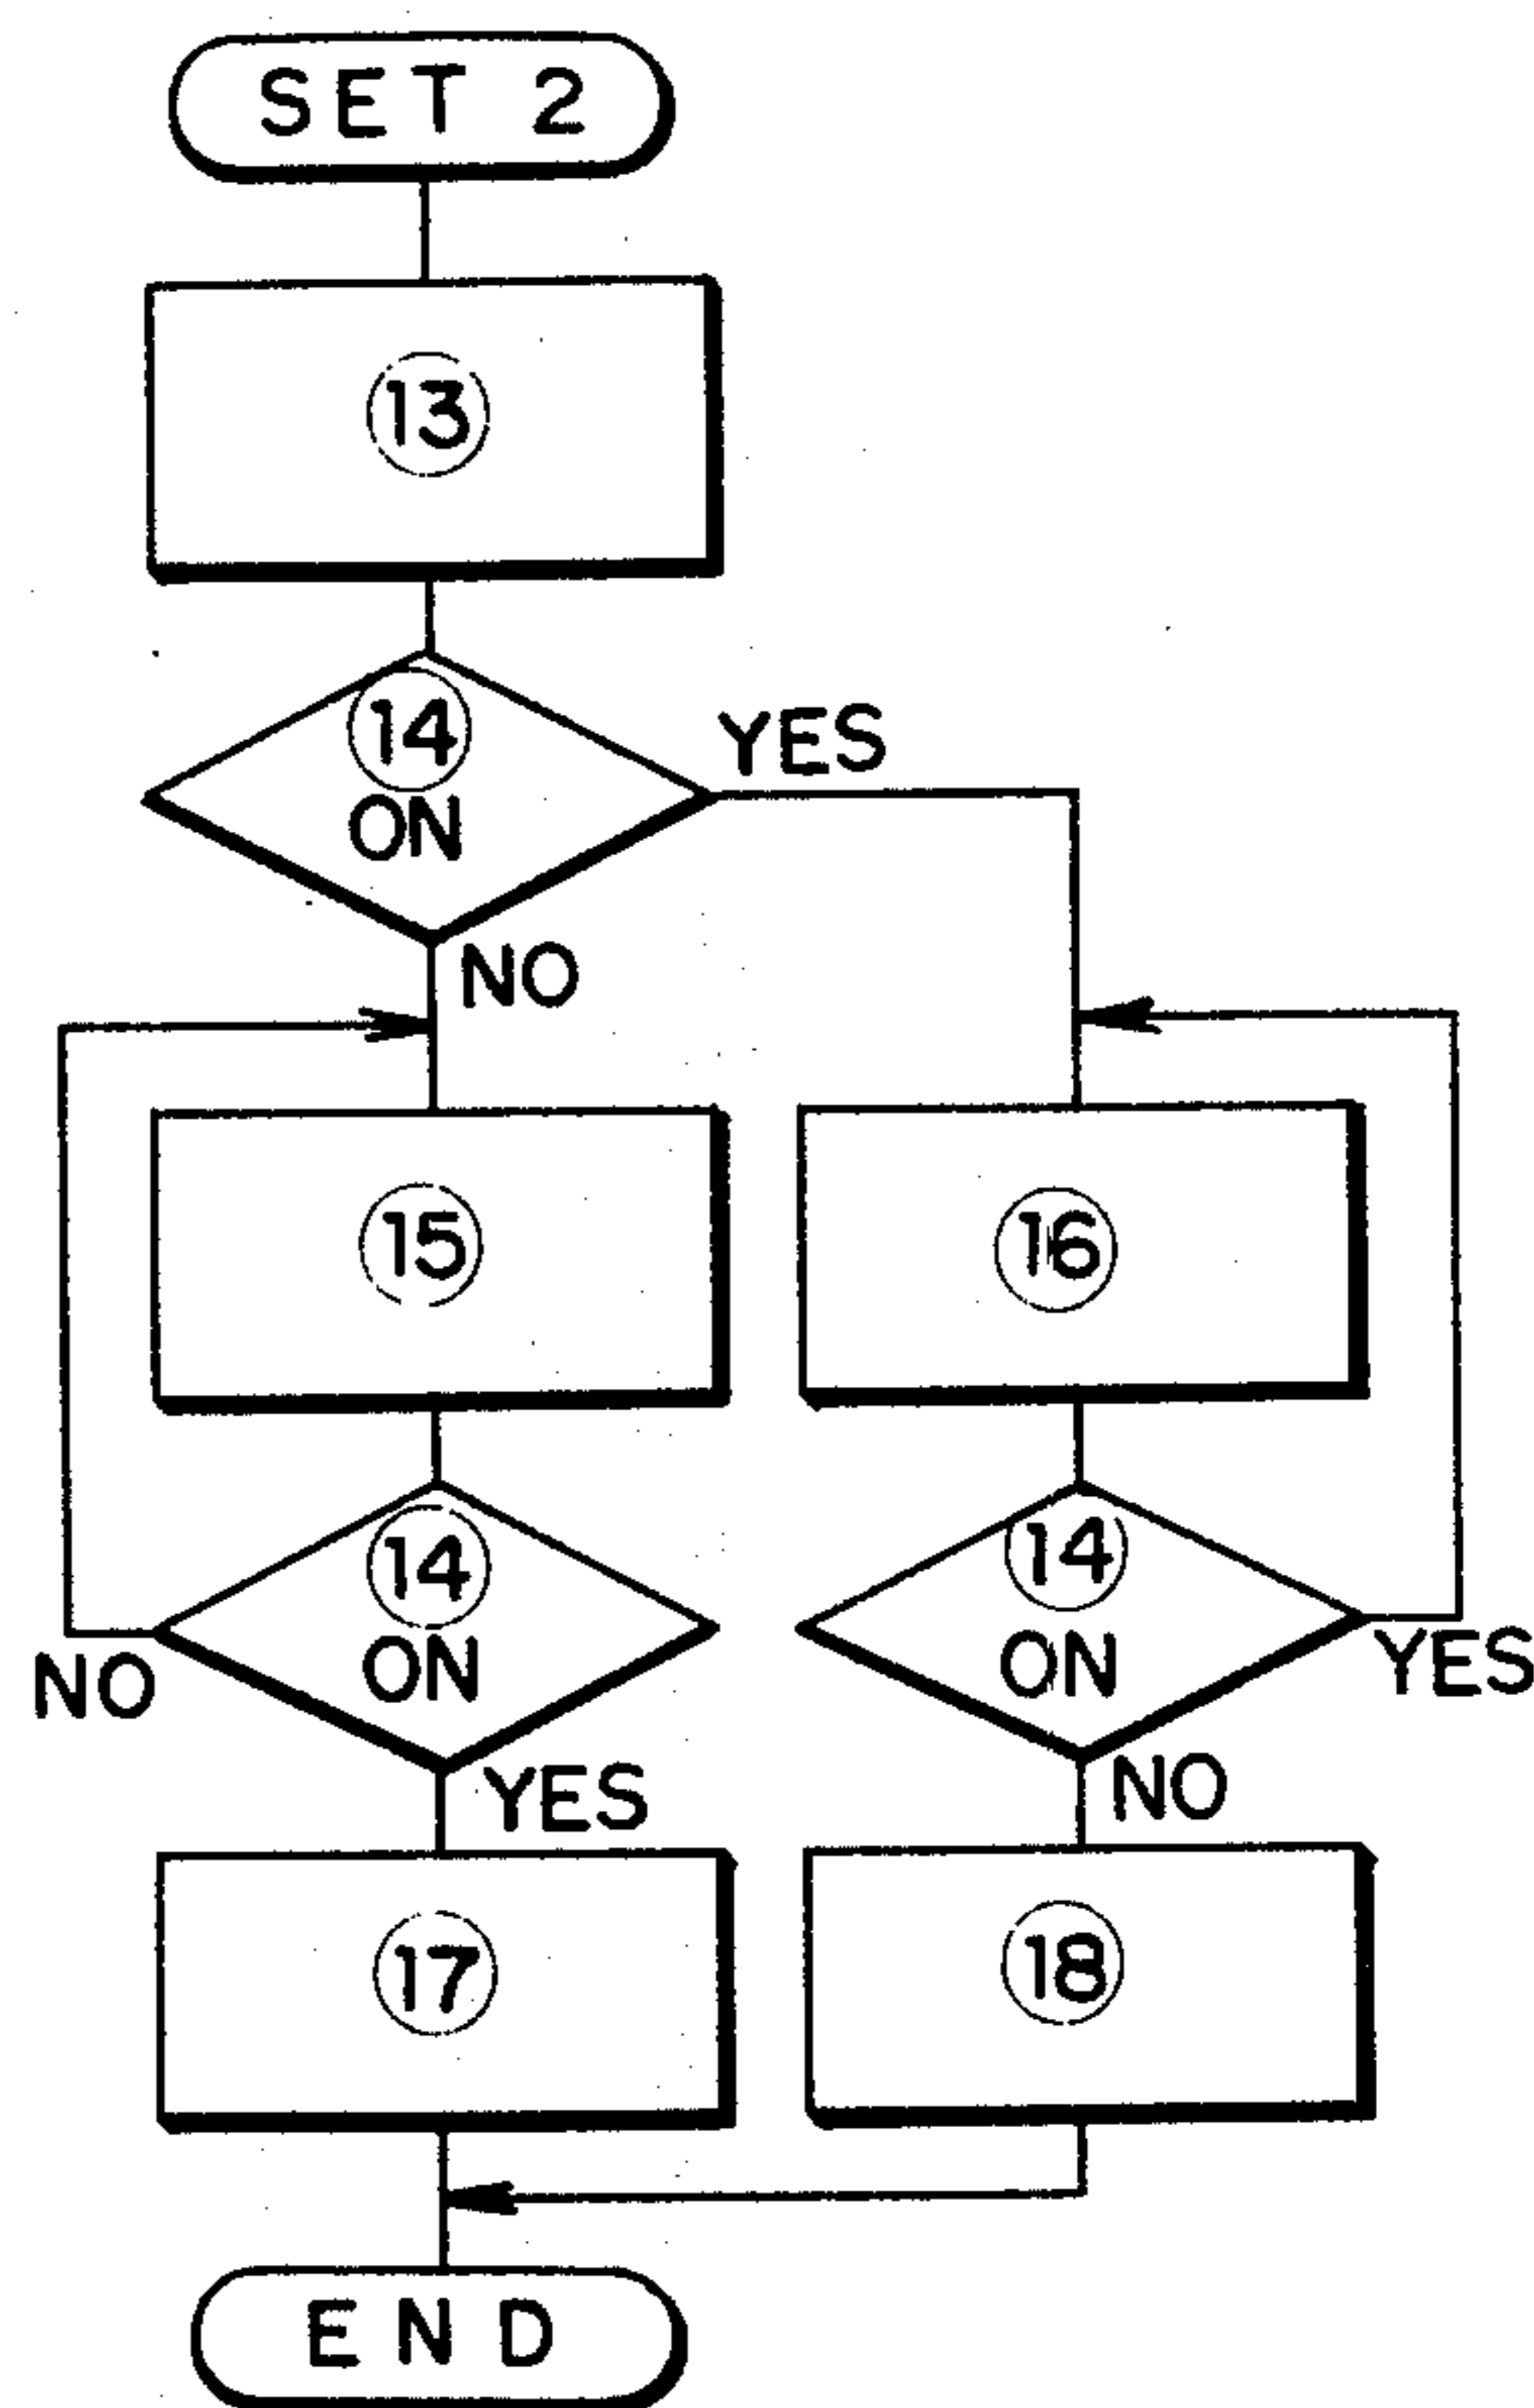 SET 2
13
14
ON
YES
NO
15
16
14
ON
NO
YES
14
ON
YES
NO
17
18
END